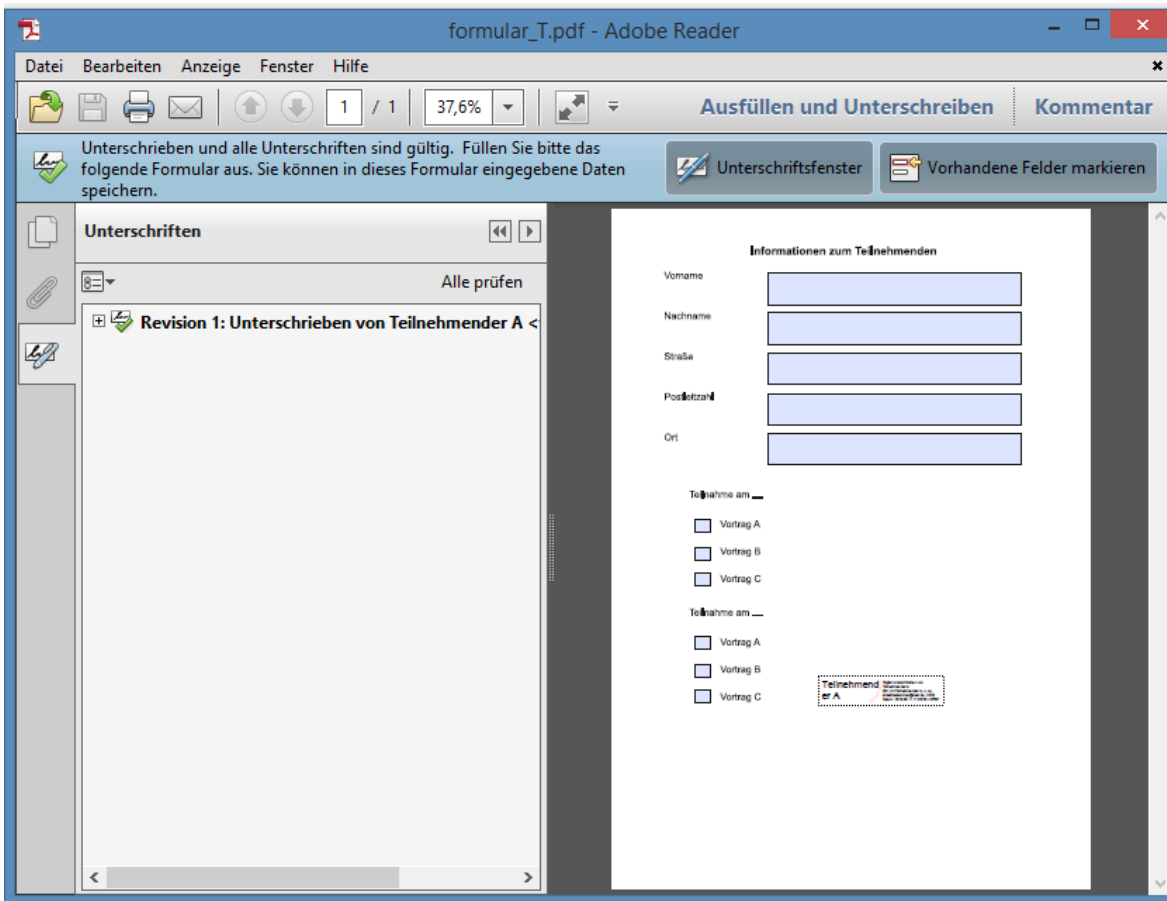 formular_T.pdf - Adobe Reader
Datei Bearbeiten Anzeige Fenster Hilfe
1 / 1 37,6% Ausfüllen und Unterschreiben Kommentar
Unterschrieben und alle Unterschriften sind gültig. Füllen Sie bitte das
folgende Formular aus. Sie können in dieses Formular eingegebene Daten
speichern.
Unterschriftsfenster Vorhandene Felder markieren
Unterschriften
Alle prüfen
Revision 1: Unterschrieben von Teilnehmender A <
Informationen zum Teilnehmenden
Vorname
Nachname
Straße
Postleitzahl
Ort
Teilnahme am __
Vortrag A
Vortrag B
Vortrag C
Teilnahme am __
Vortrag A
Vortrag B
Vortrag C
Teilnehmend
er A